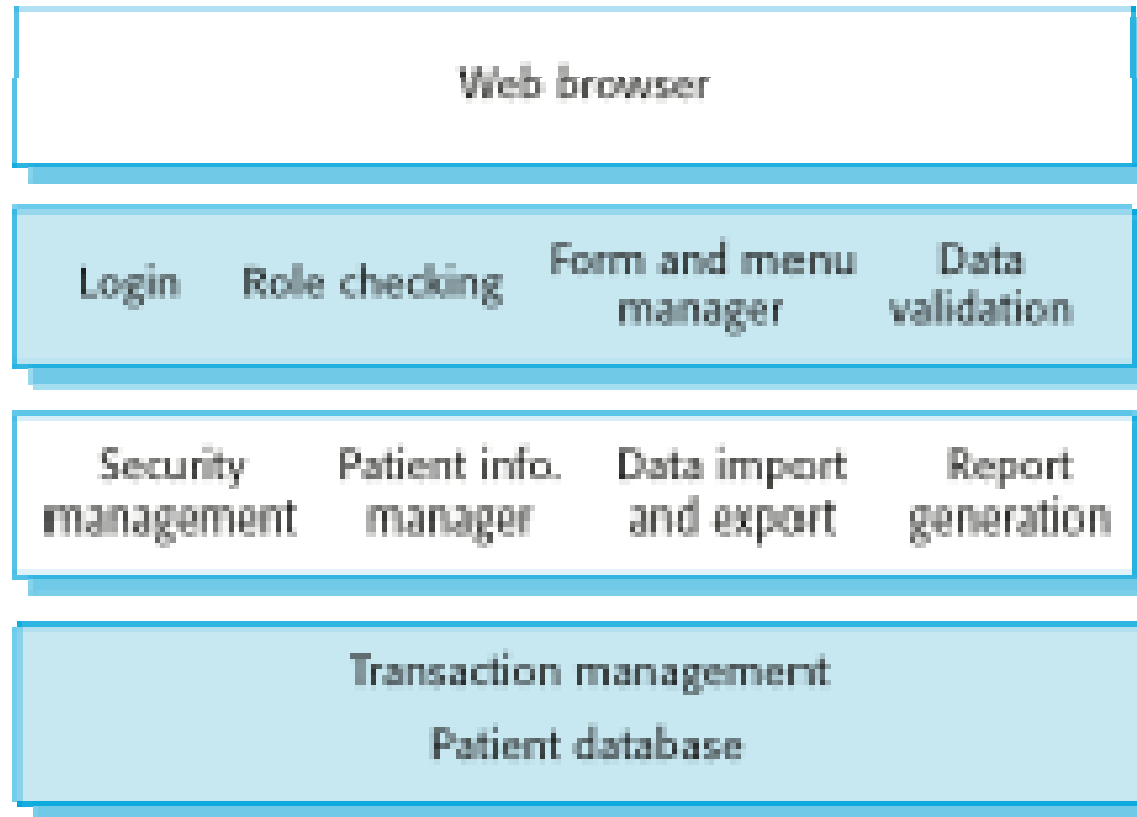 Web browser
Login Role checking Form and menu manager Data validation
Security management Patient info. manager Data import and export Report generation
Transaction management
Patient database